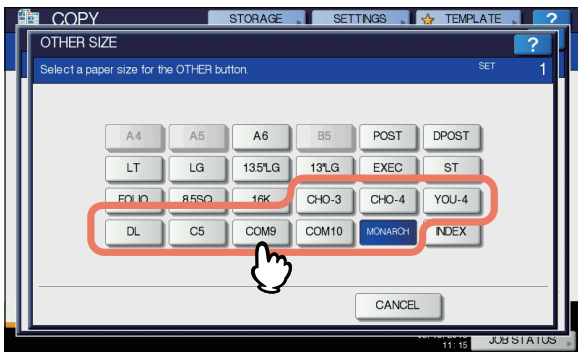 COPY STORAGE SETTINGS TEMPLATE ?
OTHER SIZE ?
Select a paper size for the OTHER button. SET 1
A4 A5 A6 B5 POST DPOST
LT LG 13.5"LG 13"LG EXEC ST
FOLIO 8.5SQ 16K CHO-3 CHO-4 YOU-4
DL C5 COM9 COM10 MONARCH INDEX
CANCEL
11:15 JOB STATUS